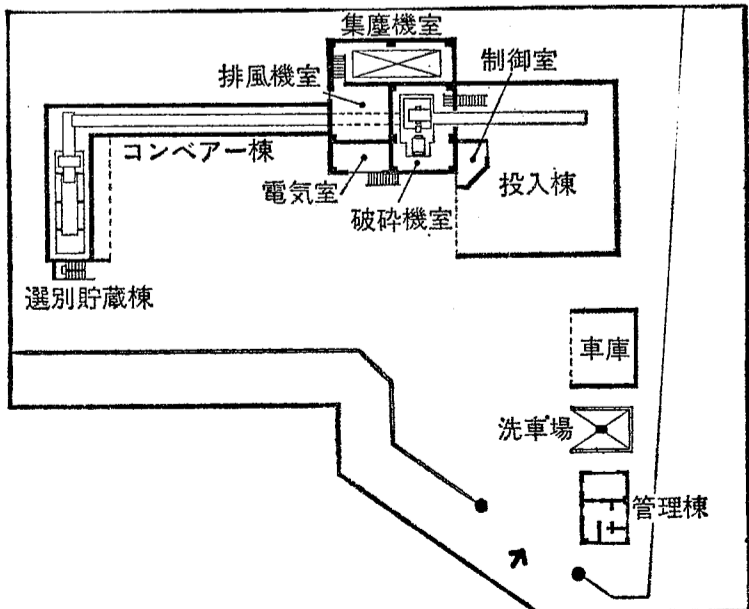 集塵機室
制御室
排風機室
コンベアー棟
電気室
投入棟
破砕機室
選別貯蔵棟
車庫
洗車場
管理棟